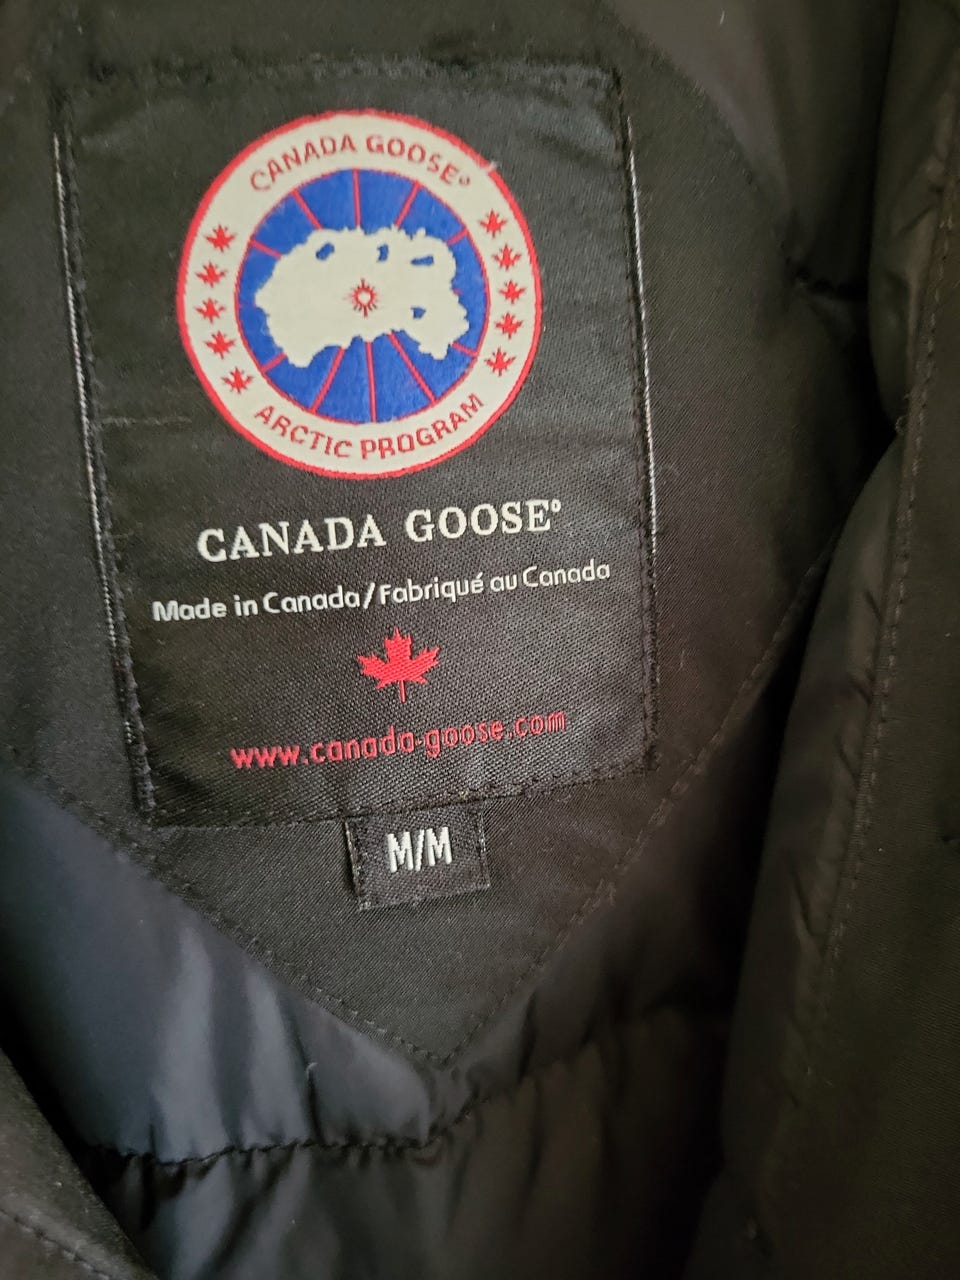 CANADA GOOSE®
ARCTIC PROGRAM
CANADA GOOSE®
Made in Canada/Fabriqué au Canada
www.canada-goose.com
M/M